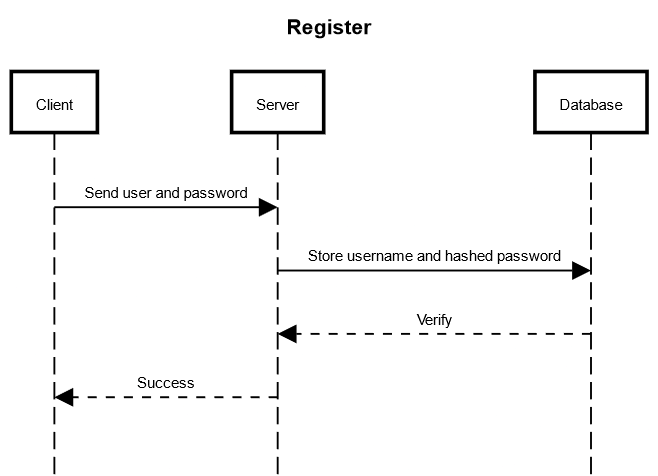 Register
Client
Server
Database
Send user and password
Store username and hashed password
Verify
Success